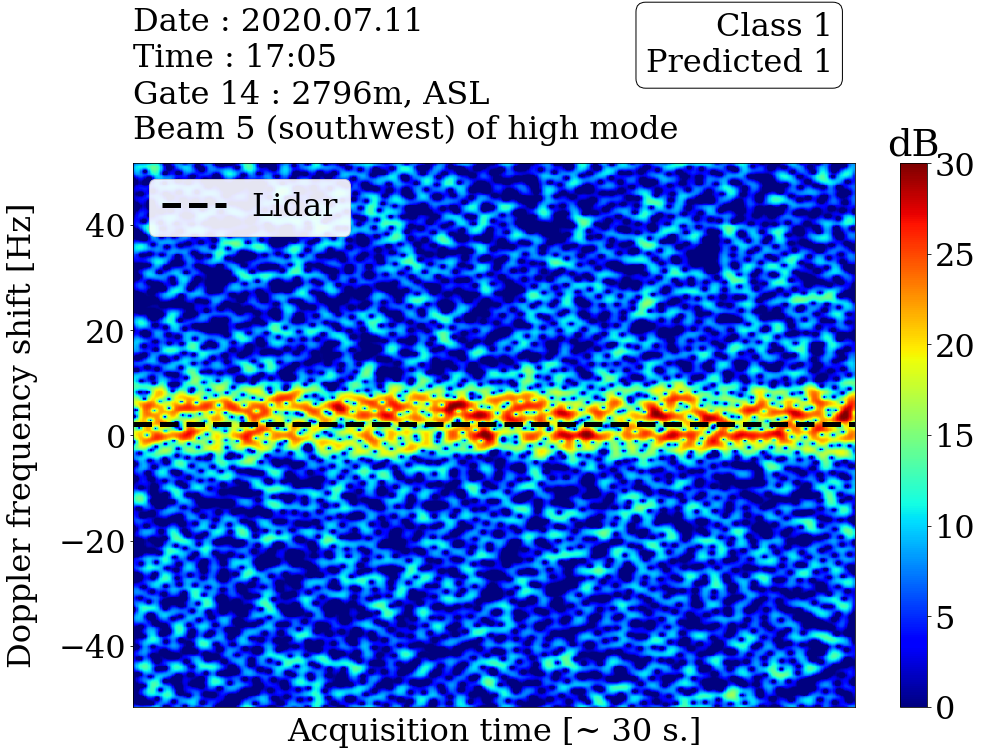 Date : 2020.07.11
Time : 17:05
Gate 14 : 2796m, ASL
Beam 5 (southwest) of high mode
Class 1
Predicted 1
dB
Lidar
Doppler frequency shift [Hz]
40
20
0
−20
−40
30
25
20
15
10
5
0
Acquisition time [~ 30 s.]